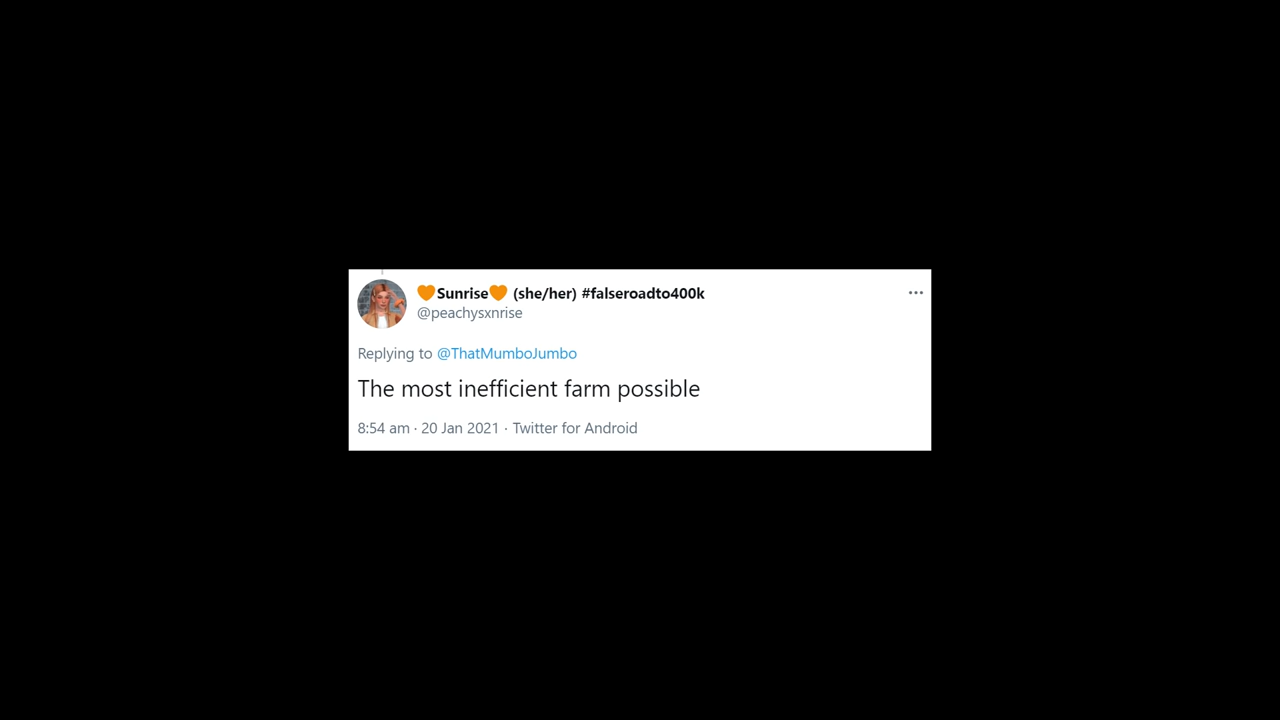 🧡Sunrise🧡 (she/her) #falseroadto400k
@peachysxnrise
Replying to @ThatMumboJumbo
The most inefficient farm possible
8:54 am · 20 Jan 2021 · Twitter for Android